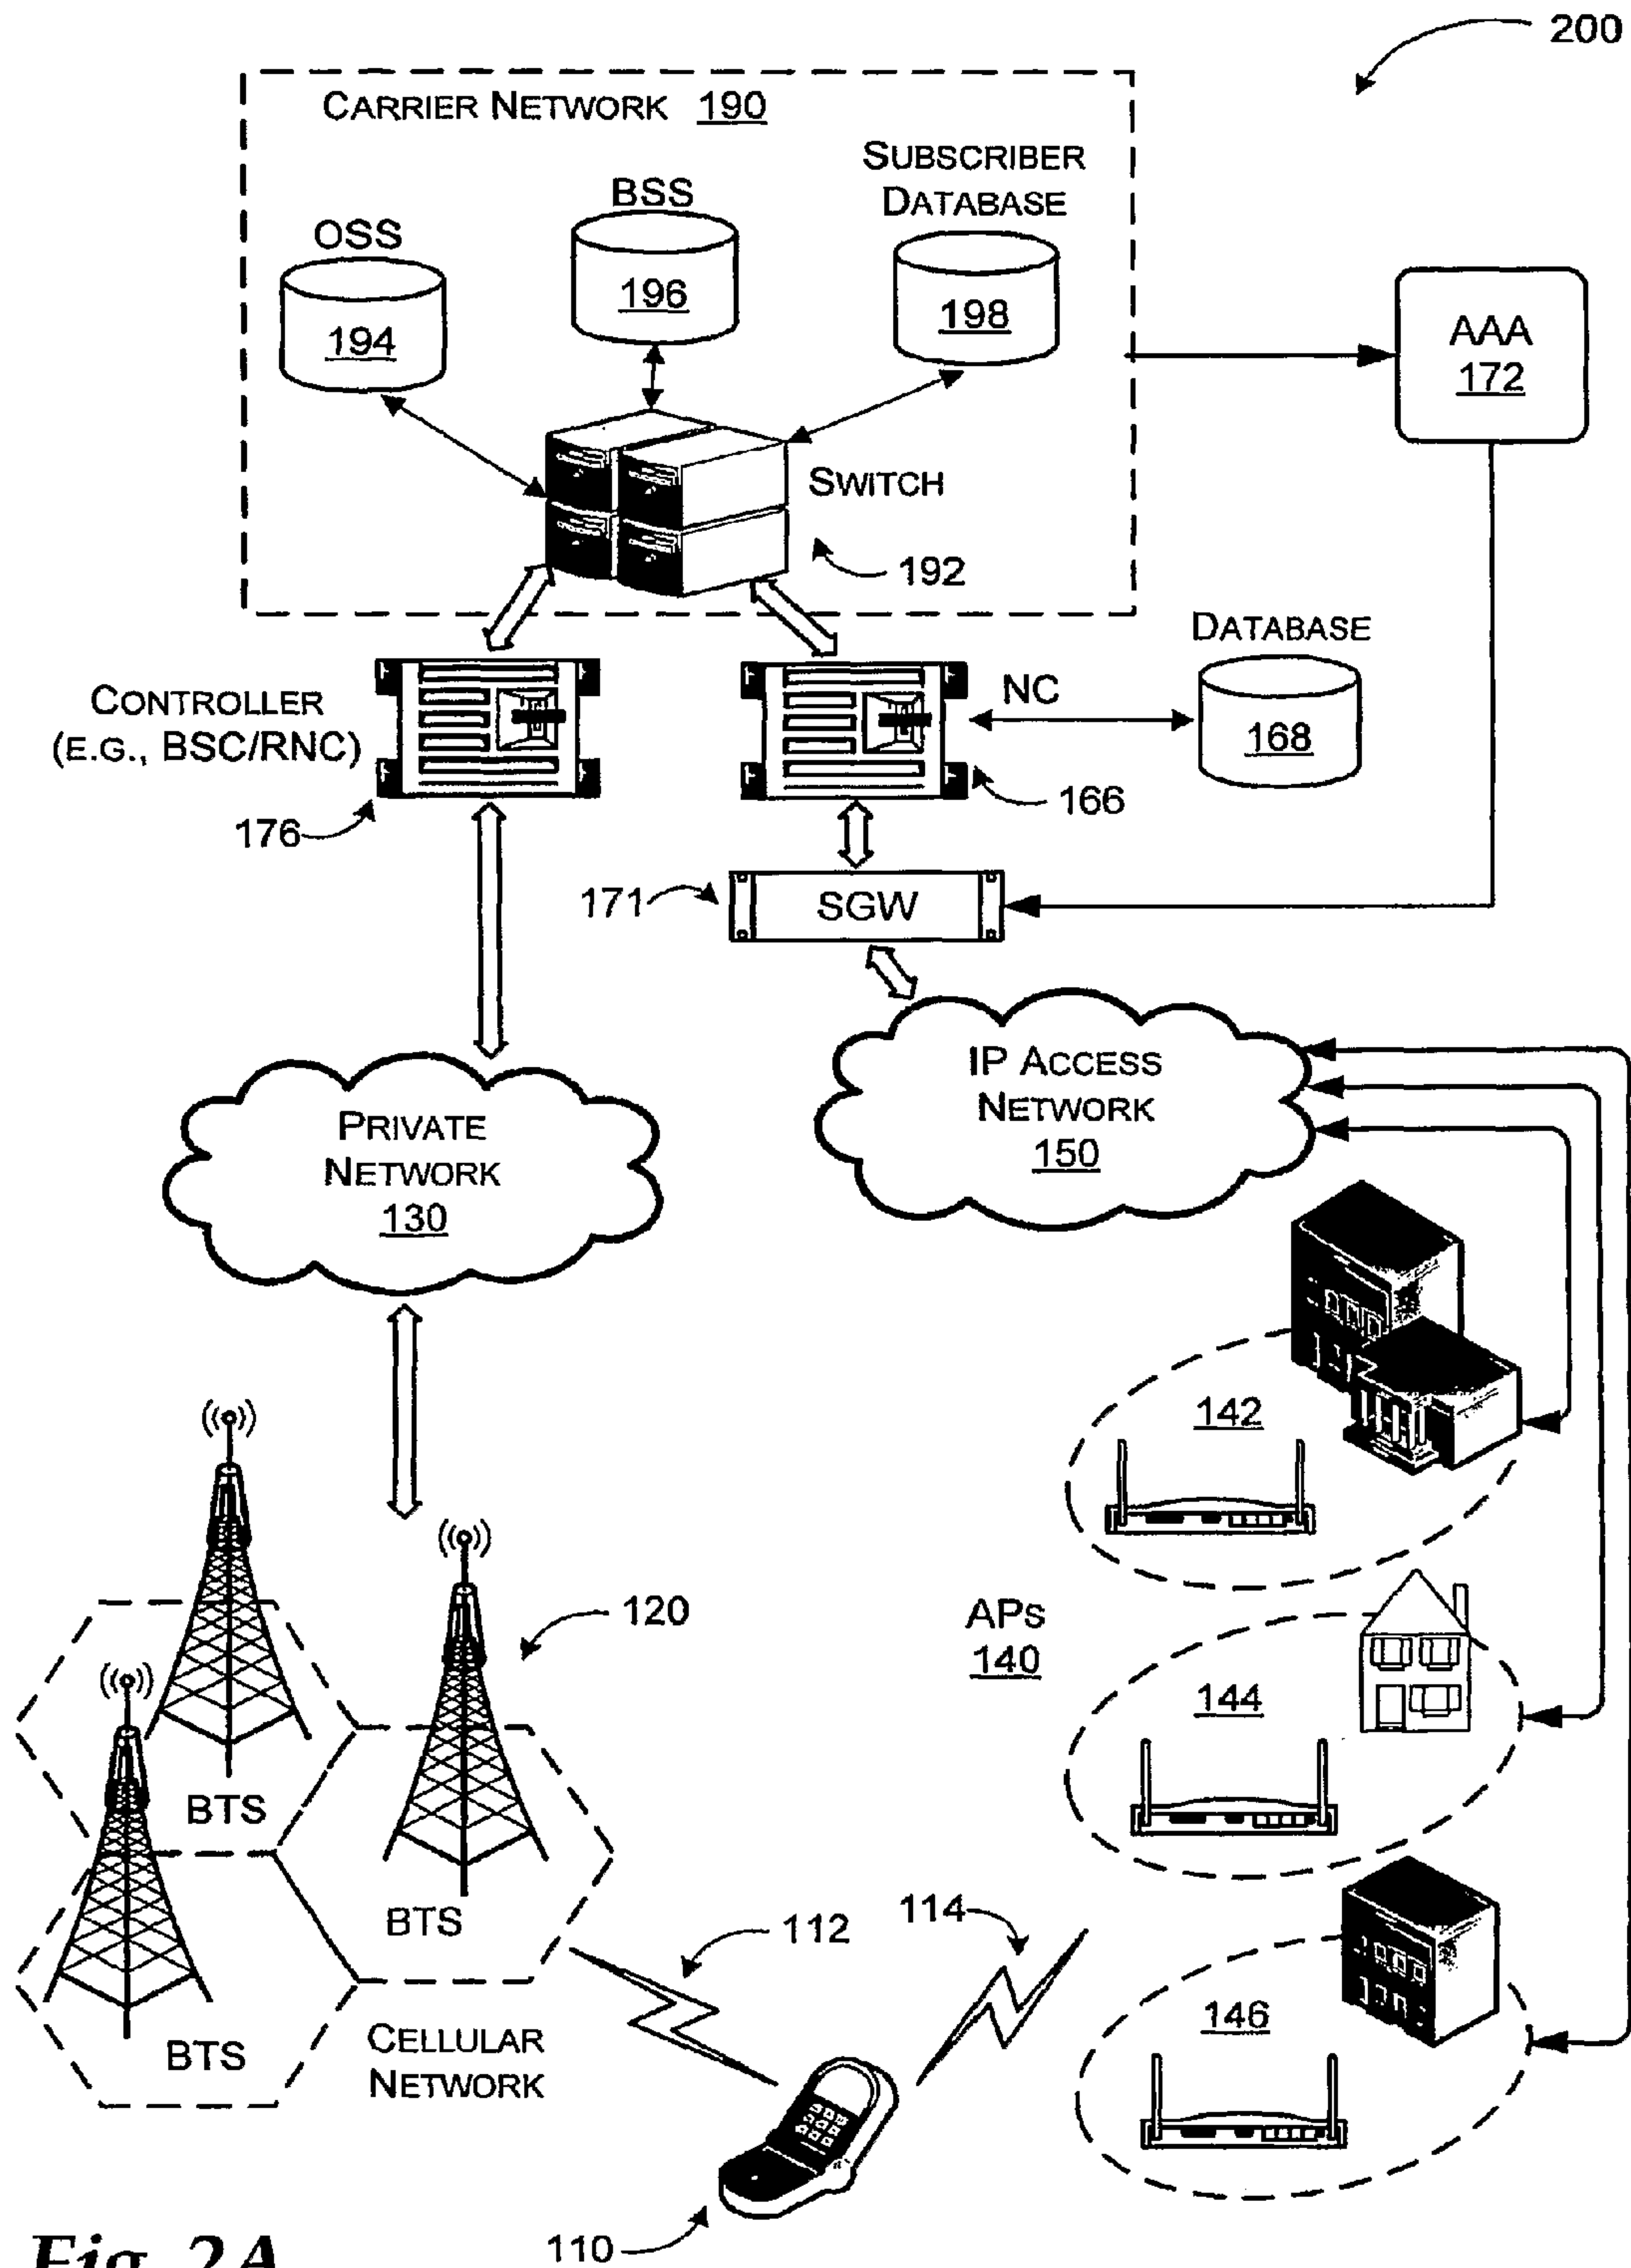 200
CARRIER NETWORK 190
SUBSCRIBER
DATABASE
BSS
OSS
194
196
198
AAA
172
SWITCH
192
DATABASE
168
CONTROLLER
(E.G., BSC/RNC)
NC
176
166
171
SGW
IP ACCESS
NETWORK
150
PRIVATE
NETWORK
130
142
120
APs
140
144
BTS
BTS
BTS
112
114
146
CELLULAR
NETWORK
110
Fig. 2A